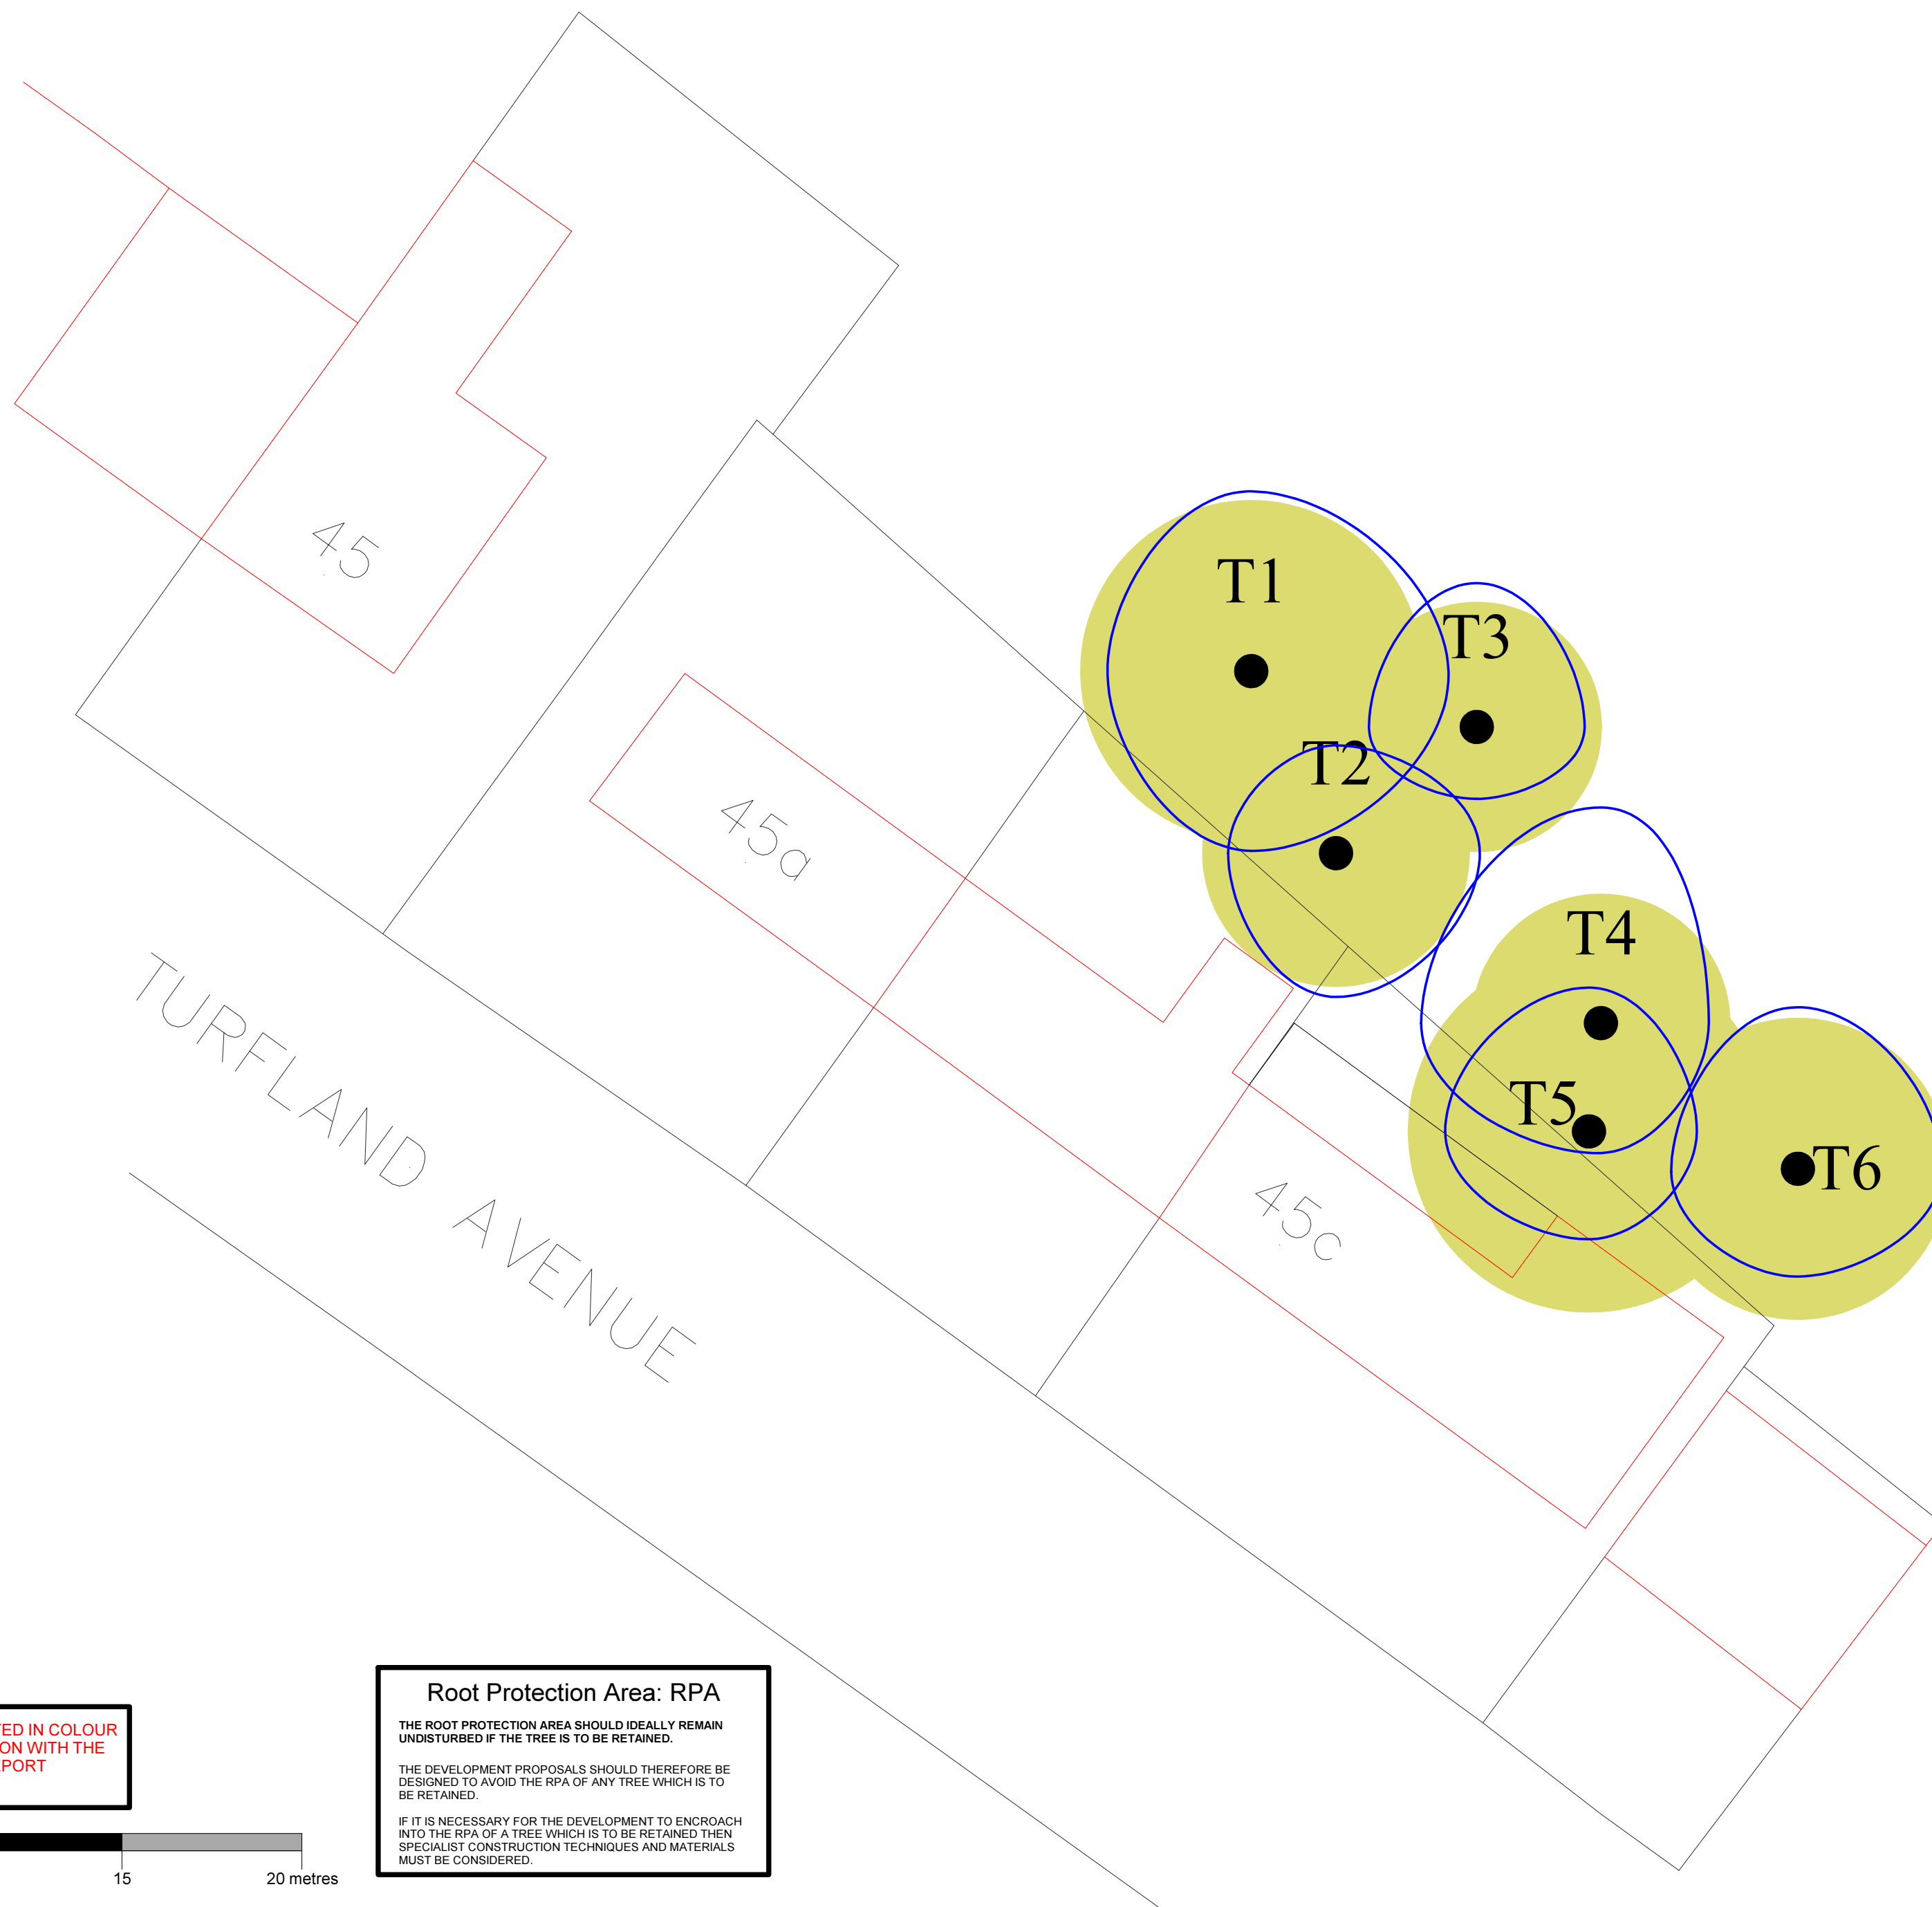 T1
T3
T2
45
45a
T4
T5
T6
45c
TURFLAND AVENUE
TED IN COLOUR
ON WITH THE
PORT
15
20 metres
Root Protection Area: RPA
THE ROOT PROTECTION AREA SHOULD IDEALLY REMAIN
UNDISTURBED IF THE TREE IS TO BE RETAINED.
THE DEVELOPMENT PROPOSALS SHOULD THEREFORE BE
DESIGNED TO AVOID THE RPA OF ANY TREE WHICH IS TO
BE RETAINED.
IF IT IS NECESSARY FOR THE DEVELOPMENT TO ENCROACH
INTO THE RPA OF A TREE WHICH IS TO BE RETAINED THEN
SPECIALIST CONSTRUCTION TECHNIQUES AND MATERIALS
MUST BE CONSIDERED.